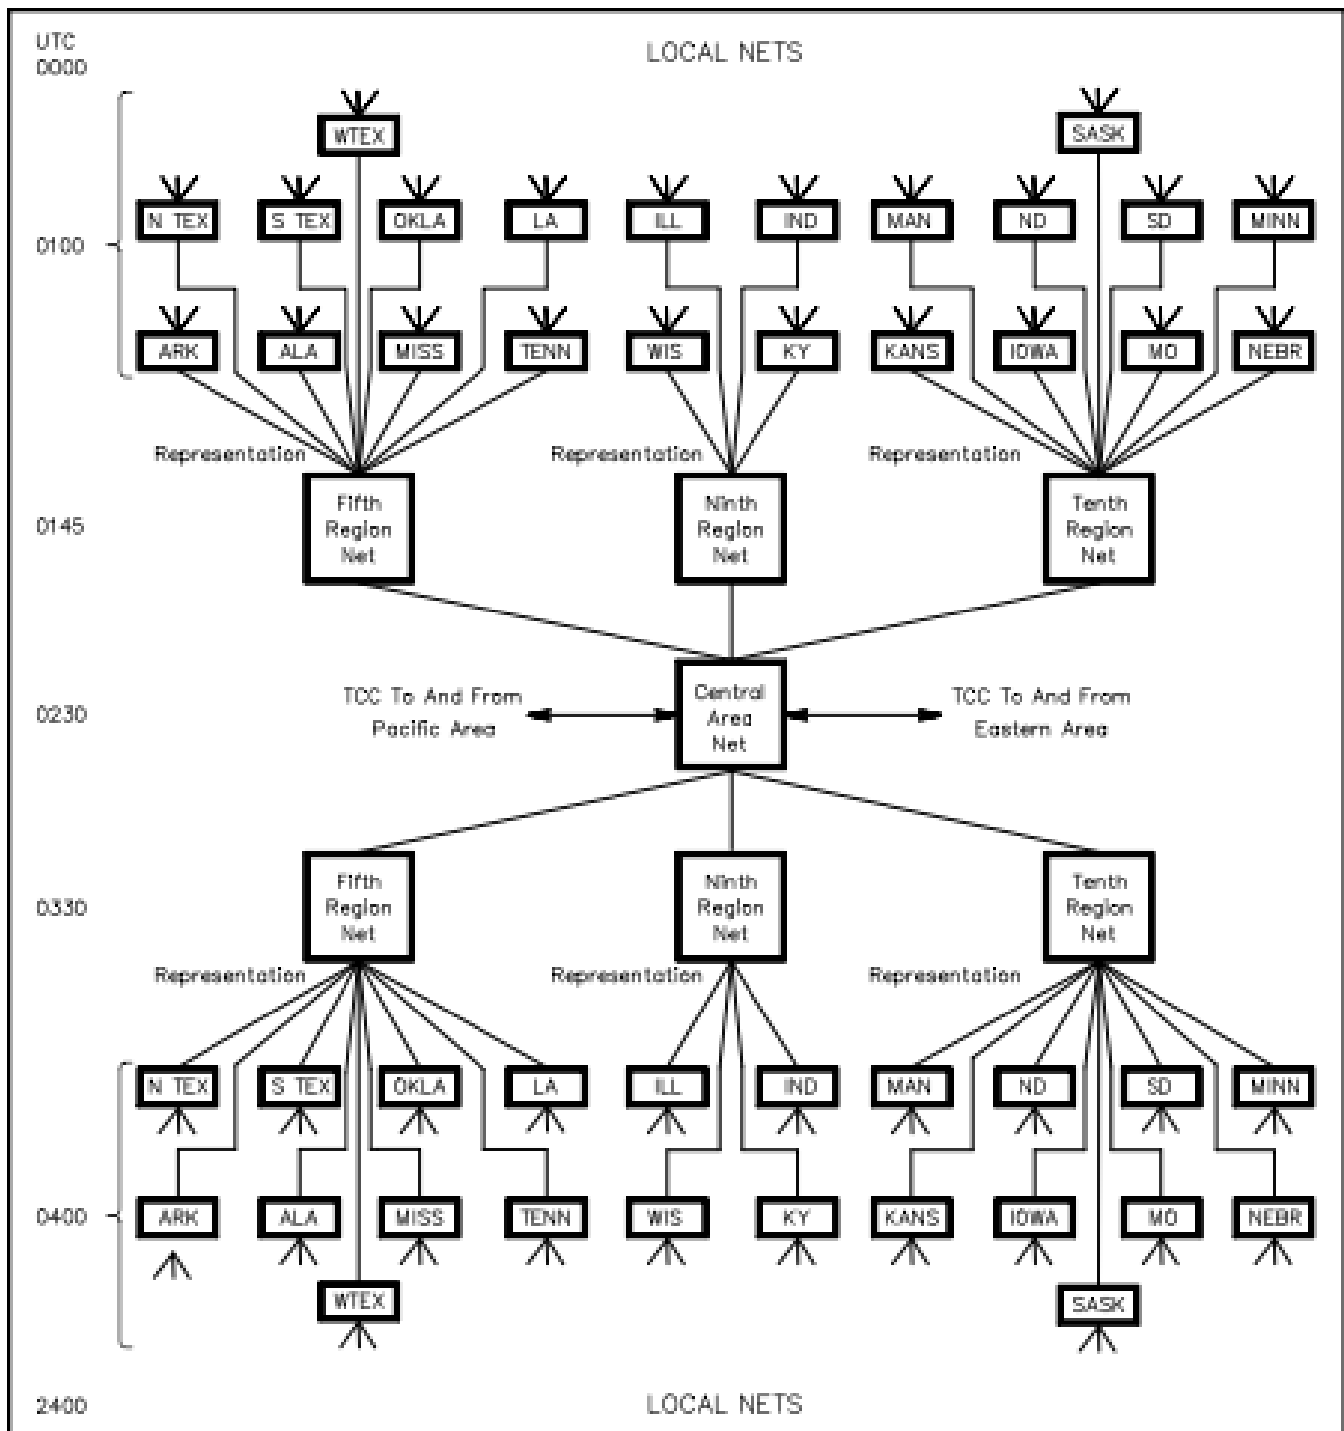 UTC
0000
LOCAL NETS
WTEX
SASK
N TEX
S TEX
OKLA
LA
ILL
IND
MAN
ND
SD
MINN
0100
ARK
ALA
MISS
TENN
WIS
KY
KANS
IOWA
MO
NEBR
Representation
Representation
Representation
0145
Fifth
Region
Net
Ninth
Region
Net
Tenth
Region
Net
0230
TCC To And From
Pacific Area
Central
Area
Net
TCC To And From
Eastern Area
0330
Fifth
Region
Net
Ninth
Region
Net
Tenth
Region
Net
Representation
Representation
Representation
N TEX
S TEX
OKLA
LA
ILL
IND
MAN
ND
SD
MINN
0400
ARK
ALA
MISS
TENN
WIS
KY
KANS
IOWA
MO
NEBR
WTEX
SASK
2400
LOCAL NETS